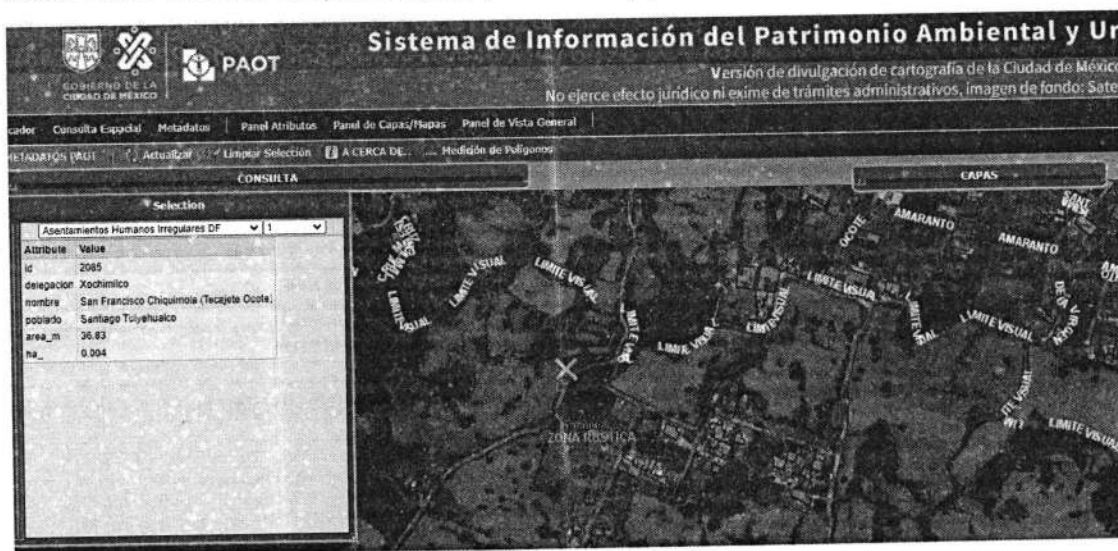 GOBIERNO DE LA
CIUDAD DE MÉXICO
PAOT
Sistema de Información del Patrimonio Ambiental y Ur
Versión de divulgación de cartografía de la Ciudad de México
No ejerce efecto jurídico ni exime de trámites administrativos, imagen de fondo: Sate
cador Consulta Espacial Metadatos Panel Atributos Panel de Capas/Mapas Panel de Vista General
METADATOS PAOT Actualizar Limpiar Selección A CERCA DE... Medición de Polígonos
CONSULTA
CAPAS
Selection
Asentamientos Humanos Irregulares DF 1
Attribute Value
id 2085
delegacion Xochimilco
nombre San Francisco Chiquimola (Tecajete Ocote)
poblado Santiago Tulyehualco
area_m 36.83
ha_ 0.004
LIMITE VISUAL
LIMITE VISUAL
LIMITE VISUAL
LIMITE VISUAL
LIMITE VISUAL
LIMITE VISUAL
OCOTE
AMARANTO
AMARANTO
LIMITE VISUAL
LIMITE VISUAL
LIMITE VISUAL
ZONA RUSTICA